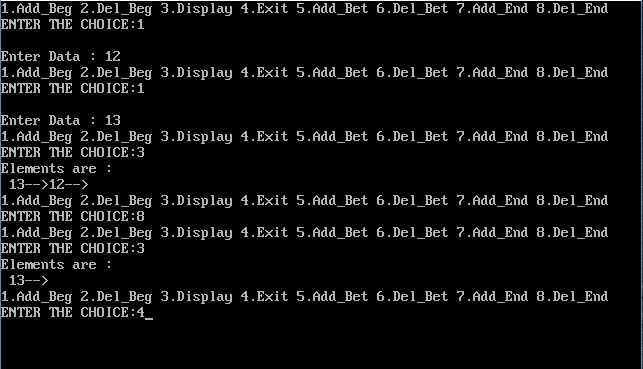 1.Add_Beg 2.Del_Beg 3.Display 4.Exit 5.Add_Bet 6.Del_Bet 7.Add_End 8.Del_End
ENTER THE CHOICE:1
Enter Data : 12
1.Add_Beg 2.Del_Beg 3.Display 4.Exit 5.Add_Bet 6.Del_Bet 7.Add_End 8.Del_End
ENTER THE CHOICE:1
Enter Data : 13
1.Add_Beg 2.Del_Beg 3.Display 4.Exit 5.Add_Bet 6.Del_Bet 7.Add_End 8.Del_End
ENTER THE CHOICE:3
Elements are :
 13-->12-->
1.Add_Beg 2.Del_Beg 3.Display 4.Exit 5.Add_Bet 6.Del_Bet 7.Add_End 8.Del_End
ENTER THE CHOICE:8
1.Add_Beg 2.Del_Beg 3.Display 4.Exit 5.Add_Bet 6.Del_Bet 7.Add_End 8.Del_End
ENTER THE CHOICE:3
Elements are :
 13-->
1.Add_Beg 2.Del_Beg 3.Display 4.Exit 5.Add_Bet 6.Del_Bet 7.Add_End 8.Del_End
ENTER THE CHOICE:4_